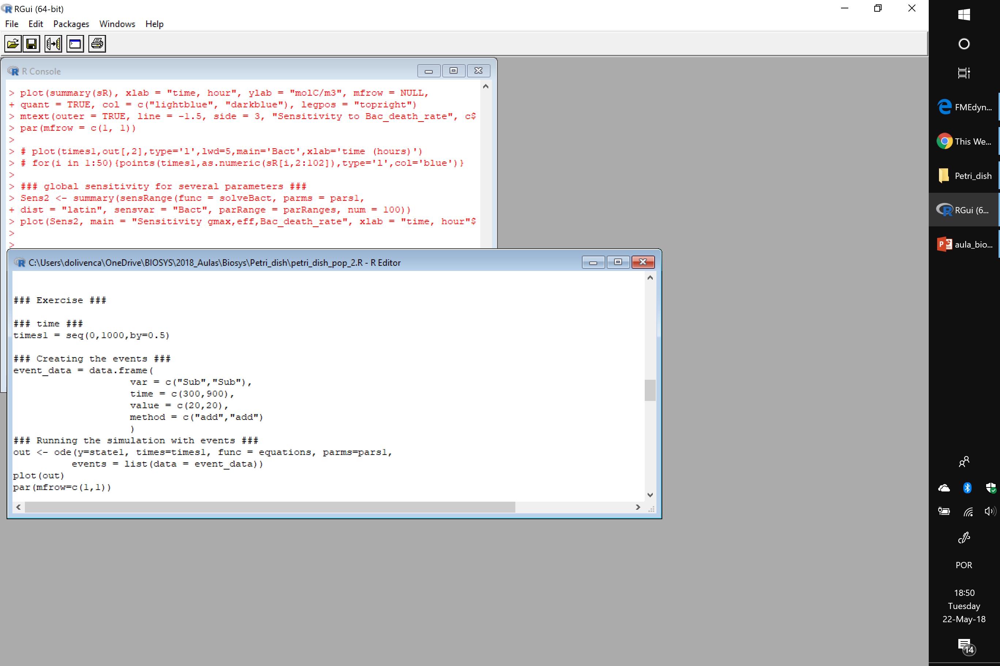 RGui (64-bit)
File Edit Packages Windows Help
R Console
> plot(summary(sR), xlab = "time, hour", ylab = "molC/m3", mfrow = NULL,
+ quant = TRUE, col = c("lightblue", "darkblue"), legpos = "topright")
> mtext(outer = TRUE, line = -1.5, side = 3, "Sensitivity to Bac_death_rate", c$
> par(mfrow = c(1, 1))
>
> # plot(times1,out[,2],type='l',lwd=5,main='Bact',xlab='time (hours)')
> # for(i in 1:50){points(times1,as.numeric(sR[i,2:102]),type='l',col='blue')}
>
> ### global sensitivity for several parameters ###
> Sens2 <- summary(sensRange(func = solveBact, parms = pars1,
+ dist = "latin", sensvar = "Bact", parRange = parRanges, num = 100))
> plot(Sens2, main = "Sensitivity gmax,eff,Bac_death_rate", xlab = "time, hour"$
>
>
C:\Users\dolivenca\OneDrive\BIOSYS\2018_Aulas\Biosys\Petri_dish\petri_dish_pop_2.R - R Editor
### Exercise ###
### time ###
times1 = seq(0,1000,by=0.5)
### Creating the events ###
event_data = data.frame(
var = c("Sub","Sub"),
time = c(300,900),
value = c(20,20),
method = c("add","add")
)
### Running the simulation with events ###
out <- ode(y=state1, times=times1, func = equations, parms=pars1,
events = list(data = event_data))
plot(out)
par(mfrow=c(1,1))
FMEdyn...
This We...
Petri_dish
RGui (6...
aula_bio...
POR
18:50
Tuesday
22-May-18
14